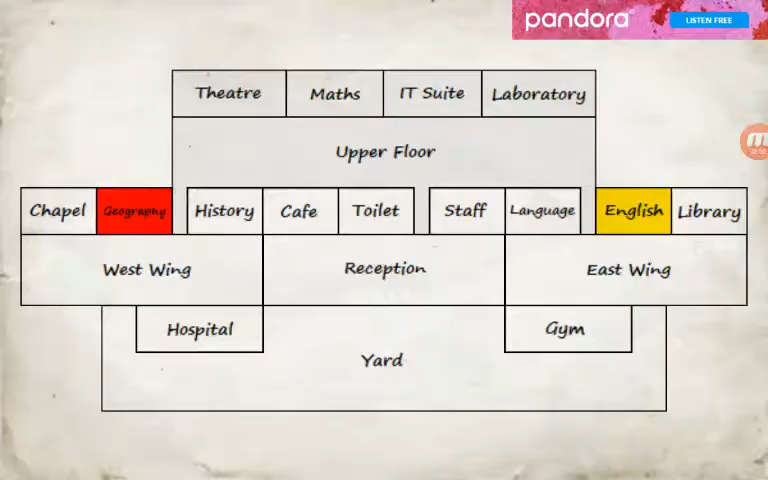 pandora
LISTEN FREE
Theatre Maths IT Suite Laboratory
Upper Floor
Chapel Geography History Cafe Toilet Staff Language English Library
West Wing Reception East Wing
Hospital Gym
Yard